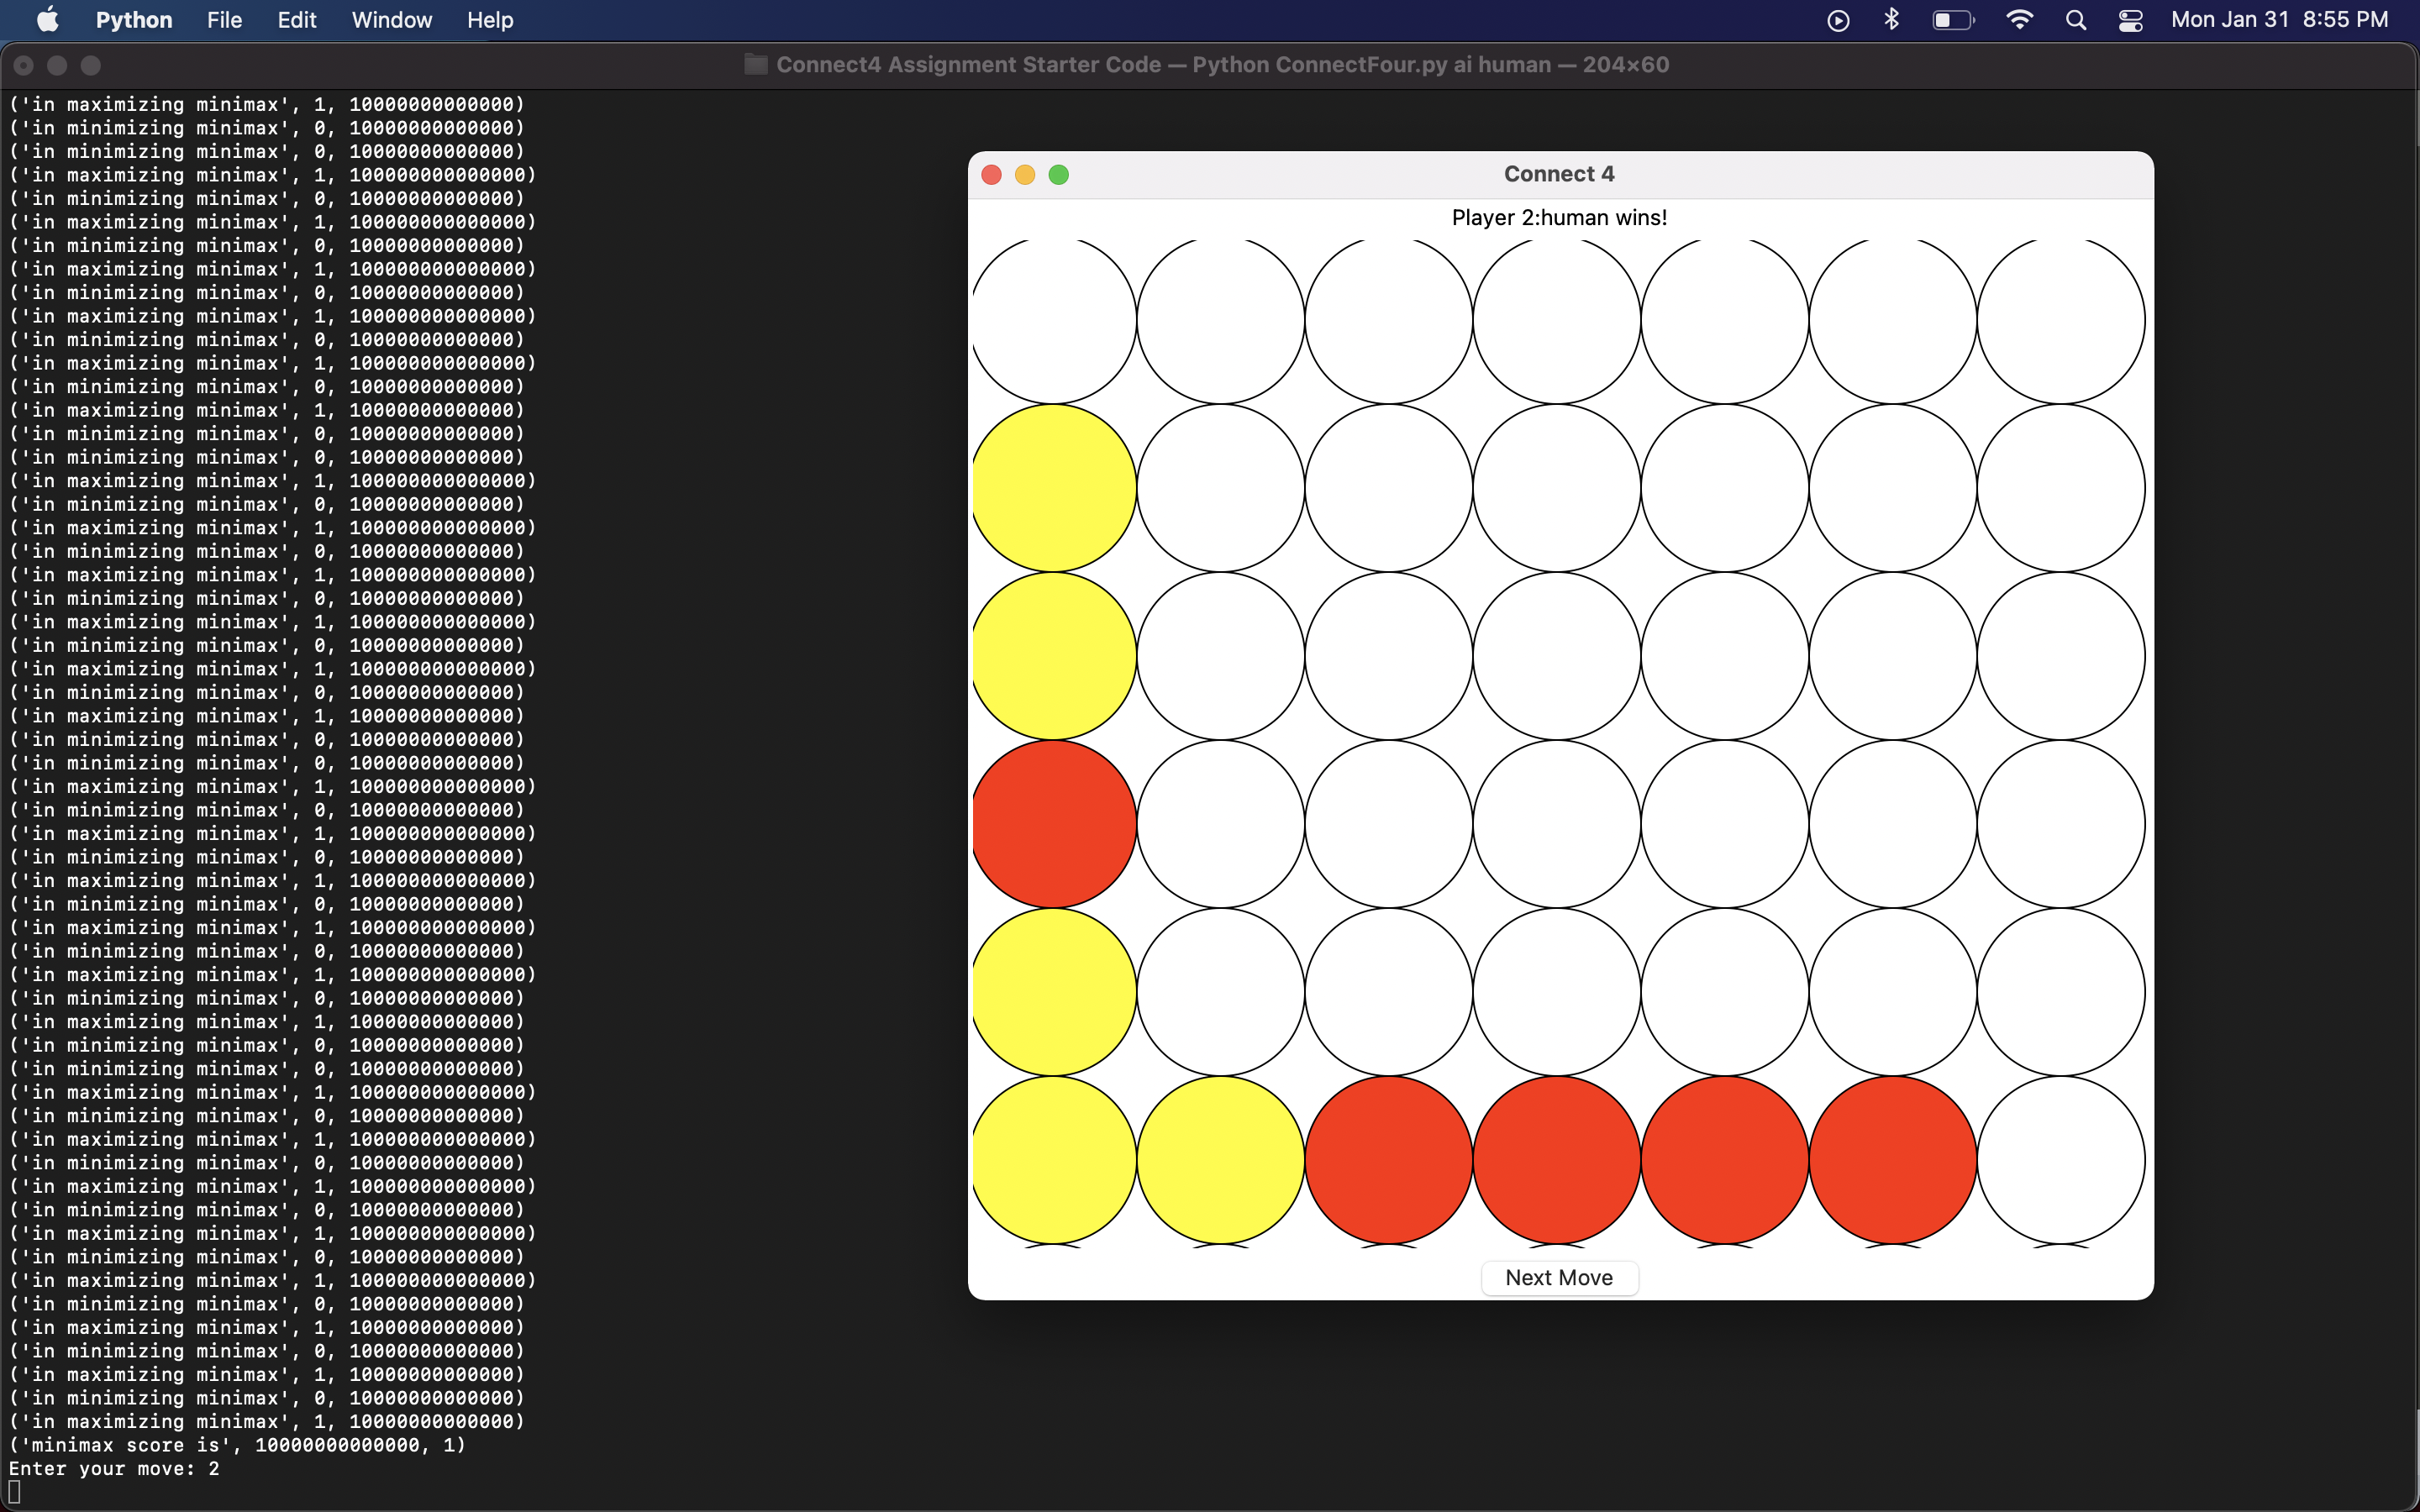 Python File Edit Window Help Mon Jan 31 8:55 PM
Connect4 Assignment Starter Code — Python ConnectFour.py ai human — 204×60
('in maximizing minimax', 1, 10000000000000)
('in minimizing minimax', 0, 10000000000000)
('in minimizing minimax', 0, 10000000000000)
('in maximizing minimax', 1, 100000000000000)
('in minimizing minimax', 0, 10000000000000)
('in maximizing minimax', 1, 100000000000000)
('in minimizing minimax', 0, 10000000000000)
('in maximizing minimax', 1, 100000000000000)
('in minimizing minimax', 0, 10000000000000)
('in maximizing minimax', 1, 100000000000000)
('in minimizing minimax', 0, 10000000000000)
('in maximizing minimax', 1, 100000000000000)
('in minimizing minimax', 0, 10000000000000)
('in maximizing minimax', 1, 10000000000000)
('in minimizing minimax', 0, 10000000000000)
('in minimizing minimax', 0, 10000000000000)
('in maximizing minimax', 1, 100000000000000)
('in minimizing minimax', 0, 10000000000000)
('in maximizing minimax', 1, 100000000000000)
('in minimizing minimax', 0, 10000000000000)
('in maximizing minimax', 1, 100000000000000)
('in minimizing minimax', 0, 10000000000000)
('in maximizing minimax', 1, 100000000000000)
('in minimizing minimax', 0, 10000000000000)
('in maximizing minimax', 1, 100000000000000)
('in minimizing minimax', 0, 10000000000000)
('in maximizing minimax', 1, 10000000000000)
('in minimizing minimax', 0, 10000000000000)
('in minimizing minimax', 0, 10000000000000)
('in maximizing minimax', 1, 100000000000000)
('in minimizing minimax', 0, 10000000000000)
('in maximizing minimax', 1, 100000000000000)
('in minimizing minimax', 0, 10000000000000)
('in maximizing minimax', 1, 100000000000000)
('in minimizing minimax', 0, 10000000000000)
('in maximizing minimax', 1, 100000000000000)
('in minimizing minimax', 0, 10000000000000)
('in maximizing minimax', 1, 100000000000000)
('in minimizing minimax', 0, 10000000000000)
('in maximizing minimax', 1, 10000000000000)
('in minimizing minimax', 0, 10000000000000)
('in minimizing minimax', 0, 10000000000000)
('in maximizing minimax', 1, 100000000000000)
('in minimizing minimax', 0, 10000000000000)
('in maximizing minimax', 1, 100000000000000)
('in minimizing minimax', 0, 10000000000000)
('in maximizing minimax', 1, 100000000000000)
('in minimizing minimax', 0, 10000000000000)
('in maximizing minimax', 1, 100000000000000)
('in minimizing minimax', 0, 10000000000000)
('in maximizing minimax', 1, 100000000000000)
('in minimizing minimax', 0, 10000000000000)
('in maximizing minimax', 1, 10000000000000)
('in minimizing minimax', 0, 10000000000000)
('in maximizing minimax', 1, 10000000000000)
('in minimizing minimax', 0, 10000000000000)
('in maximizing minimax', 1, 10000000000000)
('minimax score is', 10000000000000, 1)
Enter your move: 2
Connect 4
Player 2:human wins!
Next Move